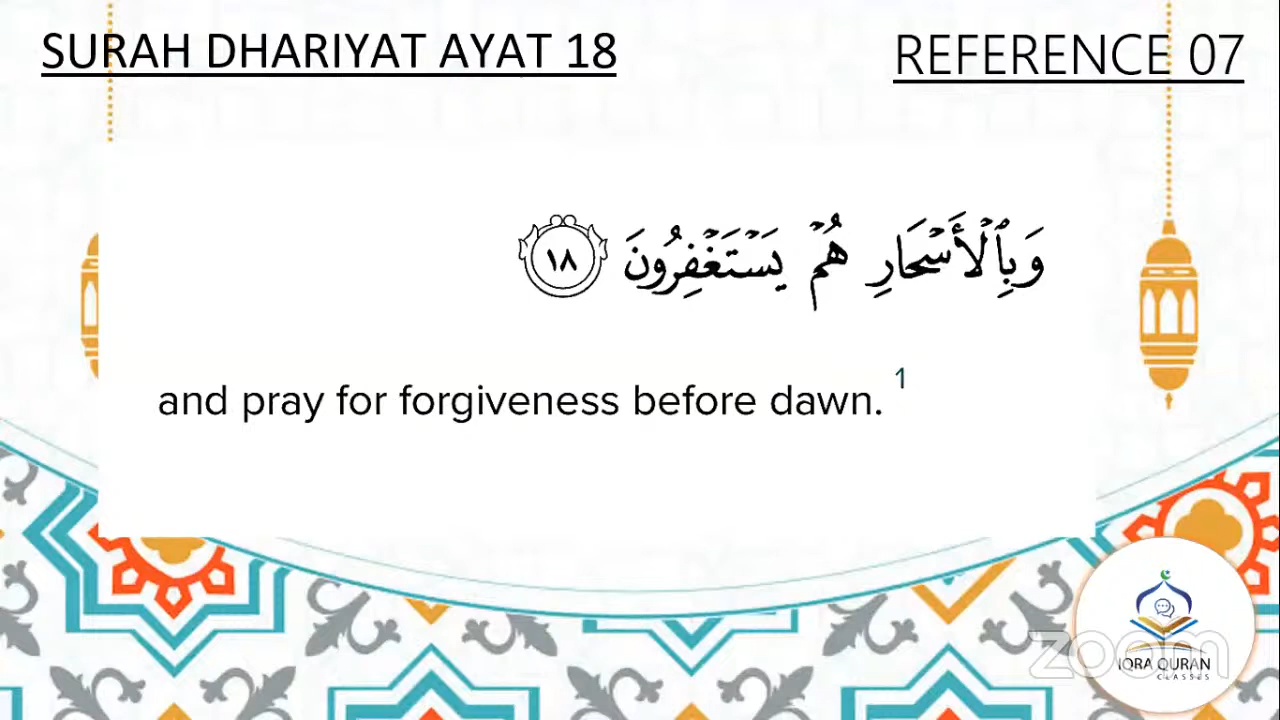 SURAH DHARIYAT AYAT 18
REFERENCE 07
وَبِٱلۡأَسۡحَارِ هُمۡ يَسۡتَغۡفِرُونَ ١٨
and pray for forgiveness before dawn. 1
zoom
IQRA QURAN
CLASSES